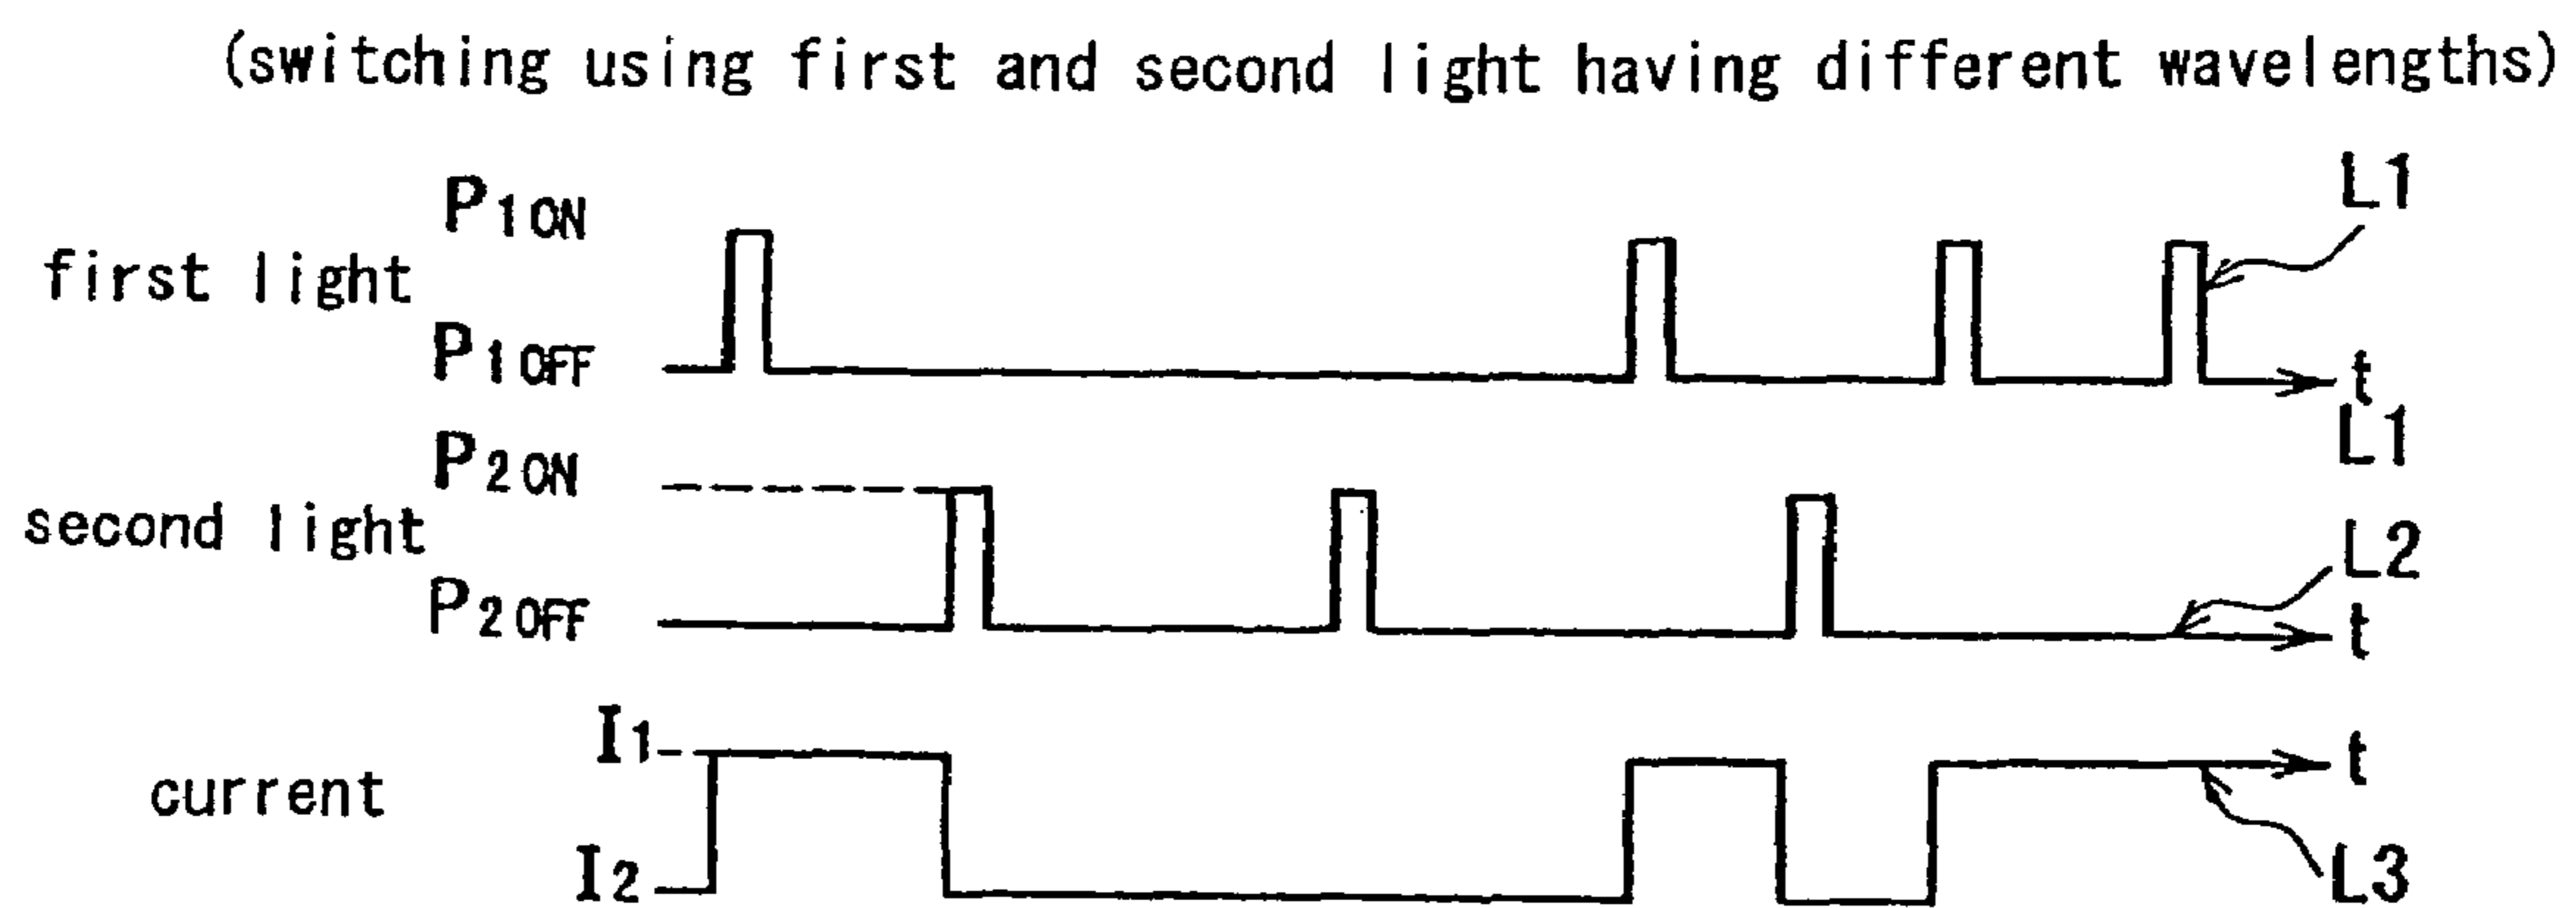 (switching using first and second light having different wavelengths)
L1
P1ON
first light
P1OFF
t
L1
P2ON
second light
L2
P2OFF
t
I1
t
current
I2
L3